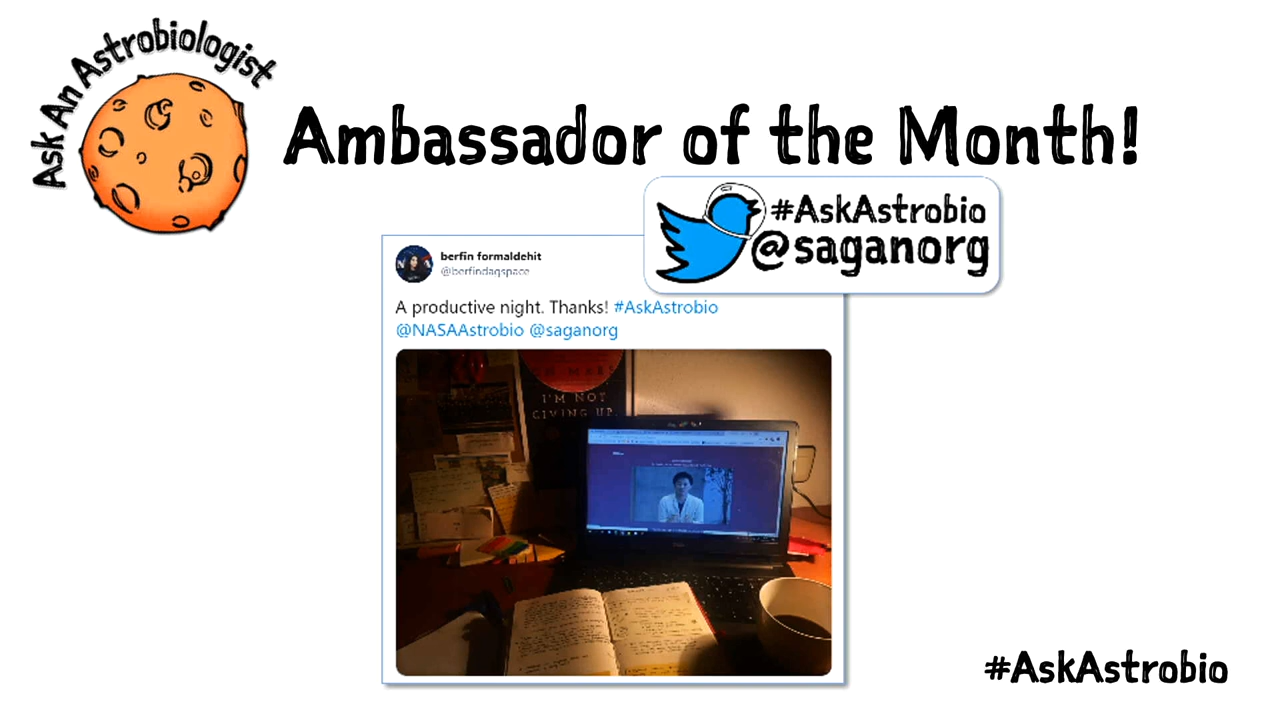 Ask An Astrobiologist
Ambassador of the Month!
#AskAstrobio
@saganorg
berfin formaldehit
@berfindaqspace
A productive night. Thanks! #AskAstrobio
@NASAAstrobio @saganorg
I'M NOT
GIVING UP.
#AskAstrobio